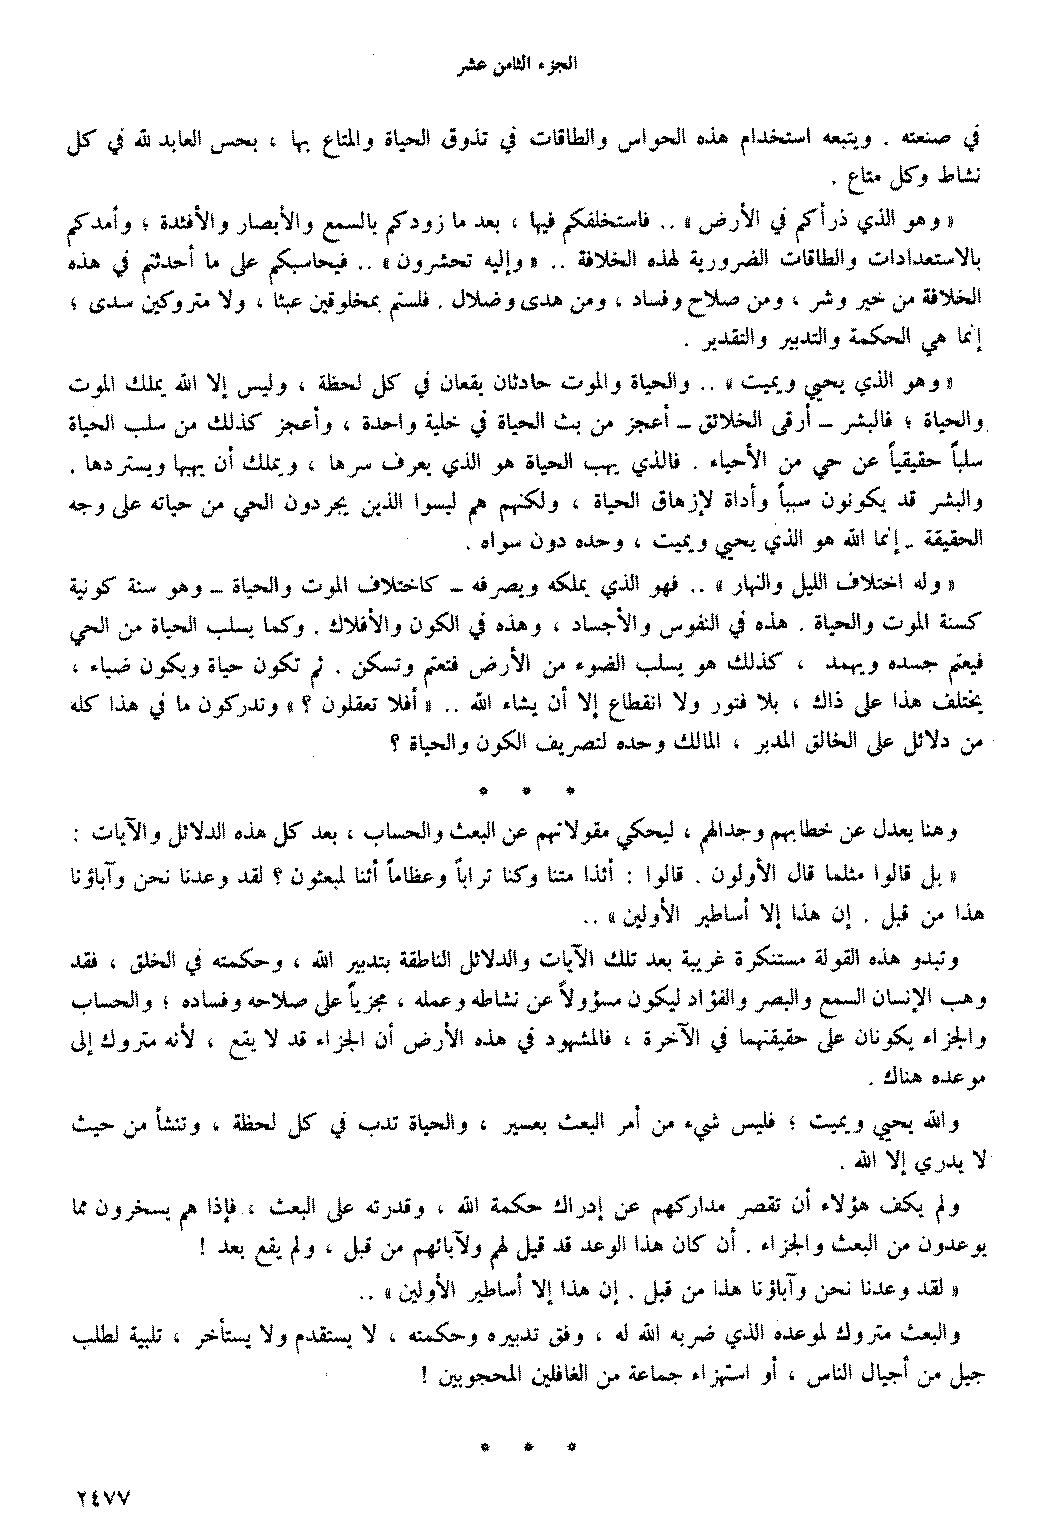 الجزء الثامن عشر
في صنعته . ويتبعه استخدام هذه الحواس والطاقات في تذوق الحياة والمتاع بها ، بحس العابد لله في كل
نشاط وكل متاع .
« وهو الذي ذرأكم في الأرض » .. فاستخلفكم فيها ، بعد ما زودكم بالسمع والأبصار والأفئدة ؛ وأمدكم
بالاستعدادات والطاقات الضرورية لهذه الخلافة .. « وإليه تحشرون » .. فيحاسبكم على ما أحدثتم في هذه
الخلافة من خير وشر ، ومن صلاح وفساد ، ومن هدى وضلال . فلستم بمخلوقين عبثا ، ولا متروكين سدى ؛
إنما هي الحكمة والتدبير والتقدير .
« وهو الذي يحيي ويميت » .. والحياة والموت حادثان يقعان في كل لحظة ، وليس إلا الله يملك الموت
والحياة ؛ فالبشر – أرقى الخلائق – أعجز من بث الحياة في خلية واحدة ، وأعجز كذلك من سلب الحياة
سلباً حقيقياً عن حي من الأحياء . فالذي يهب الحياة هو الذي يعرف سرها ، ويملك أن يهبها ويستردها .
والبشر قد يكونون سبباً وأداة لإزهاق الحياة ، ولكنهم هم ليسوا الذين يجردون الحي من حياته على وجه
الحقيقة .. إنما الله هو الذي يحيي ويميت ، وحده دون سواه .
« وله اختلاف الليل والنهار » .. فهو الذي يملكه ويصرفه – كاختلاف الموت والحياة – وهو سنة كونية
كسنة الموت والحياة . هذه في النفوس والأجساد ، وهذه في الكون والأفلاك . وكما يسلب الحياة من الحي
فيعتم جسده ويهمد ، كذلك هو يسلب الضوء من الأرض فتعتم وتسكن . ثم تكون حياة ويكون ضياء ،
يختلف هذا على ذاك ، بلا فتور ولا انقطاع إلا أن يشاء الله .. « أفلا تعقلون ؟ » وتدركون ما في هذا كله
من دلائل على الخالق المدبر ، المالك وحده لتصريف الكون والحياة ؟
* * *
وهنا يعدل عن خطابهم وجدالهم ، ليحكي مقولاتهم عن البعث والحساب ، بعد كل هذه الدلائل والآيات :
« بل قالوا مثلما قال الأولون . قالوا : أئذا متنا وكنا تراباً وعظاماً أئنا لمبعثون ؟ لقد وعدنا نحن وآباؤنا
هذا من قبل . إن هذا إلا أساطير الأولين » ..
وتبدو هذه القولة مستنكرة غريبة بعد تلك الآيات والدلائل الناطقة بتدبير الله ، وحكمته في الخلق ، فقد
وهب الإنسان السمع والبصر والفؤاد ليكون مسؤولاً عن نشاطه وعمله ، مجزياً على صلاحه وفساده ؛ والحساب
والجزاء يكونان على حقيقتهما في الآخرة ، فالمشهود في هذه الأرض أن الجزاء قد لا يقع ، لأنه متروك إلى
موعده هناك .
والله يحيي ويميت ؛ فليس شيء من أمر البعث بعسير ، والحياة تدب في كل لحظة ، وتنشأ من حيث
لا يدري إلا الله .
ولم يكف هؤلاء أن تقصر مداركهم عن إدراك حكمة الله ، وقدرته على البعث ، فإذا هم يسخرون مما
يوعدون من البعث والجزاء . أن كان هذا الوعد قد قيل لهم ولآبائهم من قبل ، ولم يقع بعد !
« لقد وعدنا نحن وآباؤنا هذا من قبل . إن هذا إلا أساطير الأولين » ..
والبعث متروك لموعده الذي ضربه الله له ، وفق تدبيره وحكمته ، لا يستقدم ولا يستأخر ، تلبية لطلب
جيل من أجيال الناس ، أو استهزاء جماعة من الغافلين المحجوبين !
* * *
٢٤٧٧